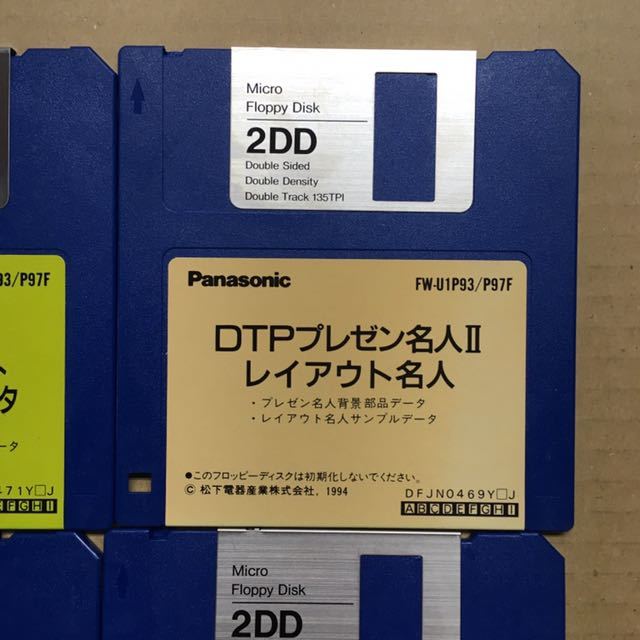 Micro
Floppy Disk
2DD
Double Sided
Double Density
Double Track 135TPI
Panasonic
FW-U1P93/P97F
DTPプレゼン名人II
レイアウト名人
・プレゼン名人背景部品データ
・レイアウト名人サンプルデータ
●このフロッピーディスクは初期化しないでください。
© 松下電器産業株式会社, 1994
DFJN0469Y□J
ABCDEFGHI
93/P97F
ト
タ
ータ
471Y□J
DEFGHI
Micro
Floppy Disk
2DD